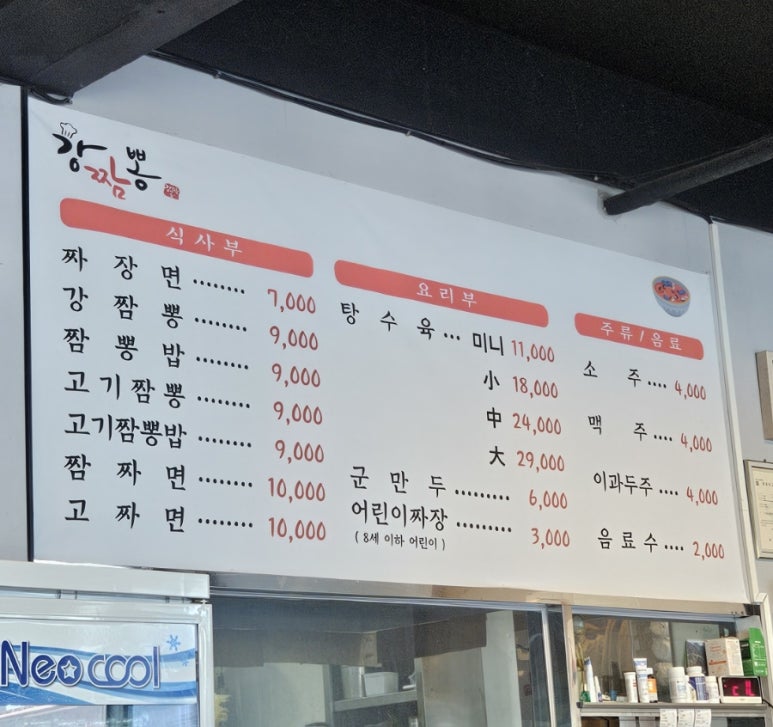 강짬뽕
식사부
짜장면 ........ 7,000
강짬뽕 ........ 9,000
짬뽕밥 ........ 9,000
고기짬뽕 ........ 9,000
고기짬뽕밥 ........ 9,000
짬짜면 ........ 10,000
고짜면 ........ 10,000
요리부
탕수육 ... 미니 11,000
小 18,000
中 24,000
大 29,000
군만두 ......... 6,000
어린이짜장 ......... 3,000
( 8세 이하 어린이 )
주류/음료
소주 .... 4,000
맥주 .... 4,000
이과두주 .... 4,000
음료수 .... 2,000
Neo cool